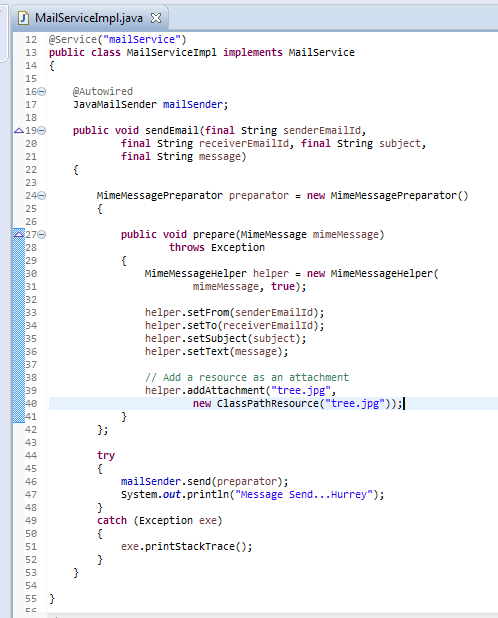 MailServiceImpl.java
12 @Service("mailService")
13 public class MailServiceImpl implements MailService
14 {
15
16     @Autowired
17     JavaMailSender mailSender;
18
19     public void sendEmail(final String senderEmailId,
20             final String receiverEmailId, final String subject,
21             final String message)
22     {
23
24         MimeMessagePreparator preparator = new MimeMessagePreparator()
25         {
26
27             public void prepare(MimeMessage mimeMessage)
28                     throws Exception
29             {
30                 MimeMessageHelper helper = new MimeMessageHelper(
31                         mimeMessage, true);
32
33                 helper.setFrom(senderEmailId);
34                 helper.setTo(receiverEmailId);
35                 helper.setSubject(subject);
36                 helper.setText(message);
37
38                 // Add a resource as an attachment
39                 helper.addAttachment("tree.jpg",
40                         new ClassPathResource("tree.jpg"));
41             }
42         };
43
44         try
45         {
46             mailSender.send(preparator);
47             System.out.println("Message Send...Hurrey");
48         }
49         catch (Exception exe)
50         {
51             exe.printStackTrace();
52         }
53     }
54
55 }
56